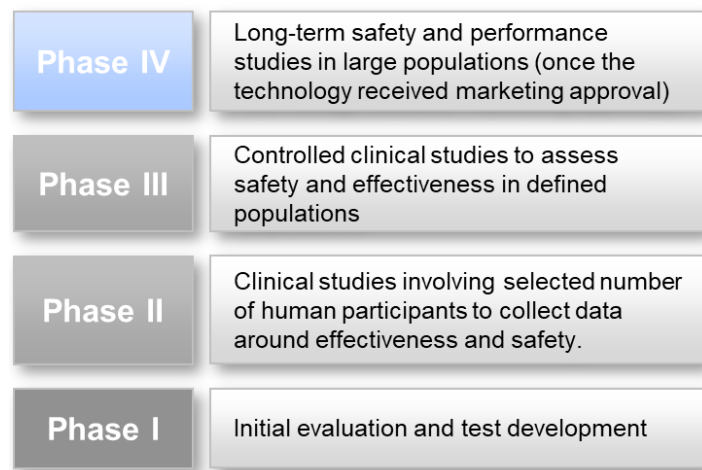 Phase IV
Long-term safety and performance
studies in large populations (once the
technology received marketing approval)
Phase III
Controlled clinical studies to assess
safety and effectiveness in defined
populations
Phase II
Clinical studies involving selected number
of human participants to collect data
around effectiveness and safety.
Phase I
Initial evaluation and test development